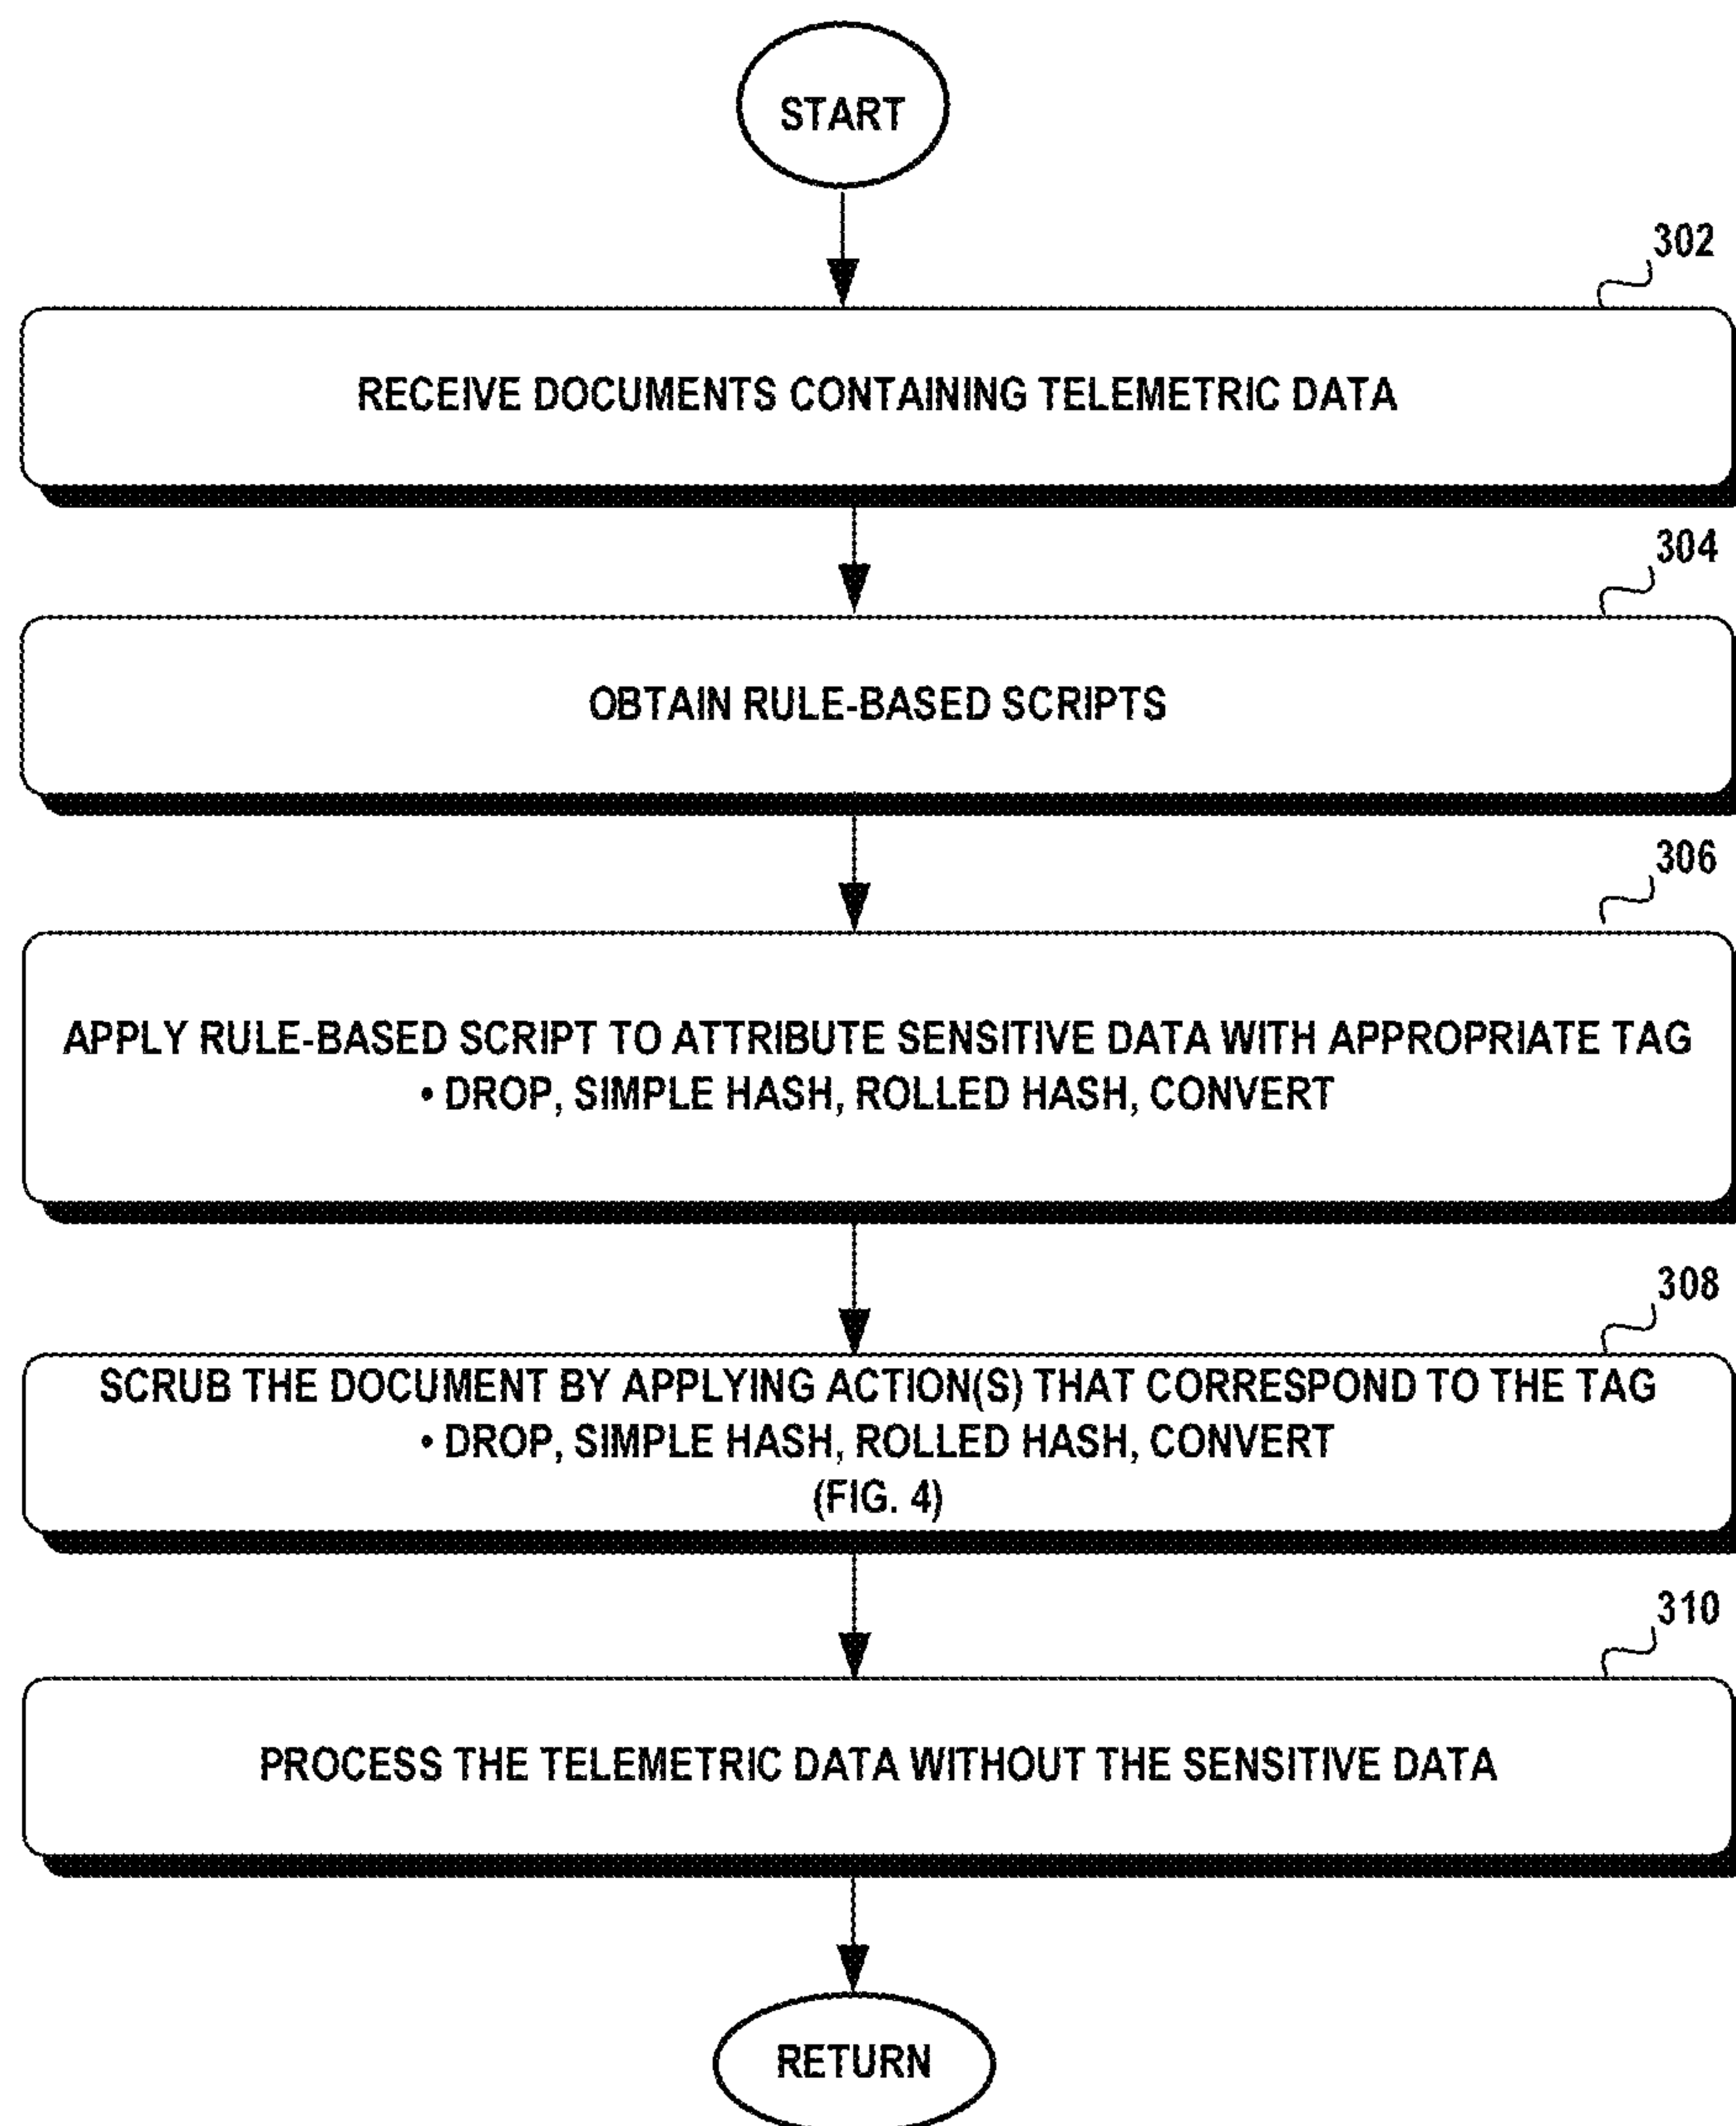 START
302
RECEIVE DOCUMENTS CONTAINING TELEMETRIC DATA
304
OBTAIN RULE-BASED SCRIPTS
306
APPLY RULE-BASED SCRIPT TO ATTRIBUTE SENSITIVE DATA WITH APPROPRIATE TAG
• DROP, SIMPLE HASH, ROLLED HASH, CONVERT
308
SCRUB THE DOCUMENT BY APPLYING ACTION(S) THAT CORRESPOND TO THE TAG
• DROP, SIMPLE HASH, ROLLED HASH, CONVERT
(FIG. 4)
310
PROCESS THE TELEMETRIC DATA WITHOUT THE SENSITIVE DATA
RETURN